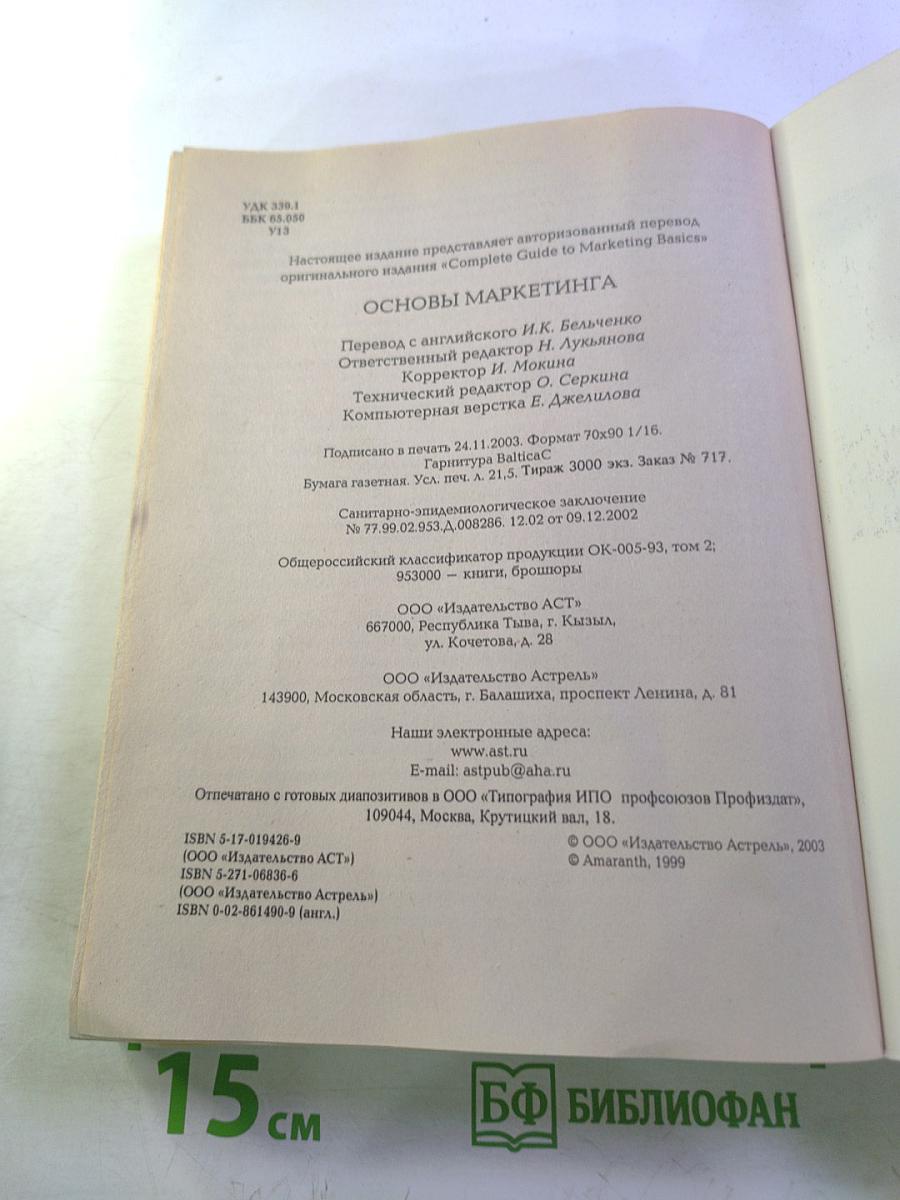 УДК 339.1
ББК 65.050
У13
Настоящее издание представляет авторизованный перевод
оригинального издания «Complete Guide to Marketing Basics»
ОСНОВЫ МАРКЕТИНГА
Перевод с английского И.К. Бельченко
Ответственный редактор Н. Лукьянова
Корректор И. Мокина
Технический редактор О. Серкина
Компьютерная верстка Е. Джелилова
Подписано в печать 24.11.2003. Формат 70х90 1/16.
Гарнитура BalticaC
Бумага газетная. Усл. печ. л. 21,5. Тираж 3000 экз. Заказ № 717.
Санитарно-эпидемиологическое заключение
№ 77.99.02.953.Д.008286. 12.02 от 09.12.2002
Общероссийский классификатор продукции ОК-005-93, том 2;
953000 — книги, брошюры
ООО «Издательство АСТ»
667000, Республика Тыва, г. Кызыл,
ул. Кочетова, д. 28
ООО «Издательство Астрель»
143900, Московская область, г. Балашиха, проспект Ленина, д. 81
Наши электронные адреса:
www.ast.ru
E-mail: astpub@aha.ru
Отпечатано с готовых диапозитивов в ООО «Типография ИПО профсоюзов Профиздат»,
109044, Москва, Крутицкий вал, 18.
ISBN 5-17-019426-9
(ООО «Издательство АСТ»)
ISBN 5-271-06836-6
(ООО «Издательство Астрель»)
ISBN 0-02-861490-9 (англ.)
© ООО «Издательство Астрель», 2003
© Amaranth, 1999
15 см
БФ БИБЛИОФАН